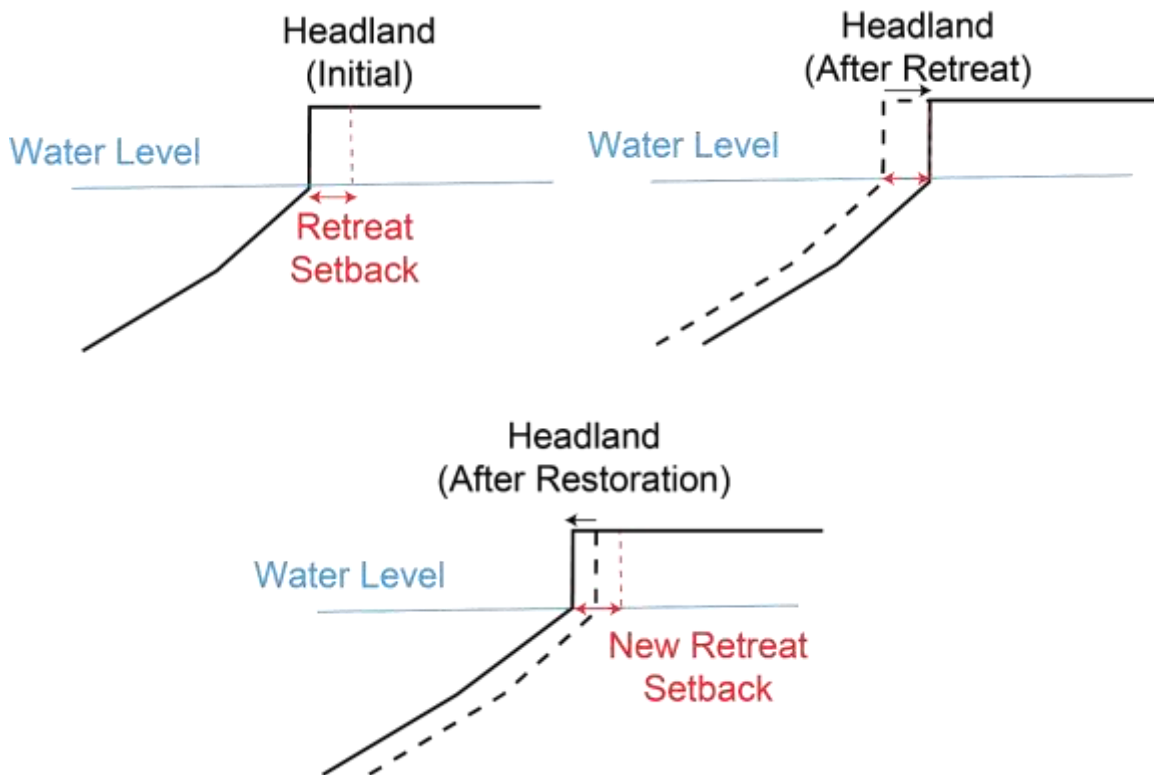 Headland
(Initial)
Water Level
Retreat
Setback
Headland
(After Retreat)
Water Level
Headland
(After Restoration)
Water Level
New Retreat
Setback